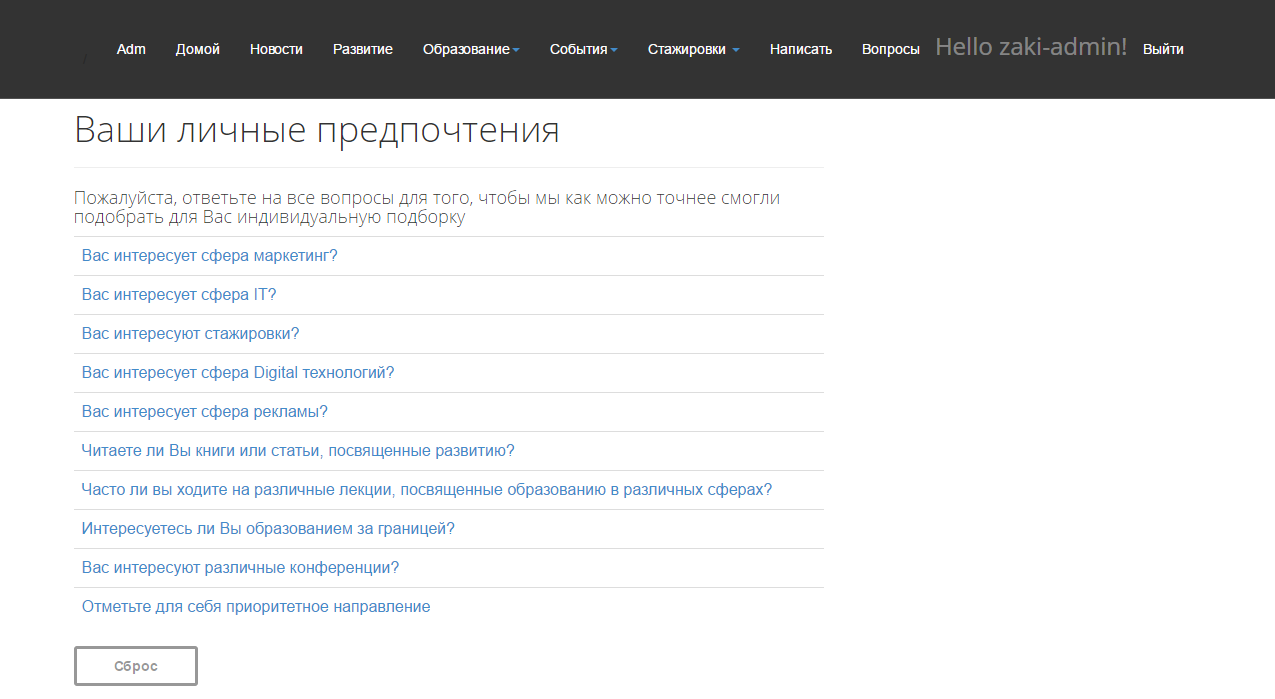 Adm Домой Новости Развитие Образование События Стажировки Написать Вопросы Hello zaki-admin! Выйти
Ваши личные предпочтения
Пожалуйста, ответьте на все вопросы для того, чтобы мы как можно точнее смогли
подобрать для Вас индивидуальную подборку
Вас интересует сфера маркетинг?
Вас интересует сфера IT?
Вас интересуют стажировки?
Вас интересует сфера Digital технологий?
Вас интересует сфера рекламы?
Читаете ли Вы книги или статьи, посвященные развитию?
Часто ли вы ходите на различные лекции, посвященные образованию в различных сферах?
Интересуетесь ли Вы образованием за границей?
Вас интересуют различные конференции?
Отметьте для себя приоритетное направление
Сброс